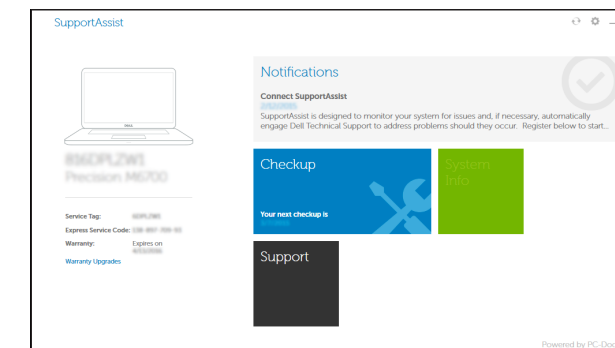 SupportAssist
Notifications
Connect SupportAssist
SupportAssist is designed to monitor your system for issues and, if necessary, automatically
engage Dell Technical Support to address problems should they occur. Register below to start...
DELL
Precision M6700
Checkup
System
Info
Your next checkup is
Service Tag:
Express Service Code:
Warranty: Expires on
Warranty Upgrades
Support
Powered by PC-Doc